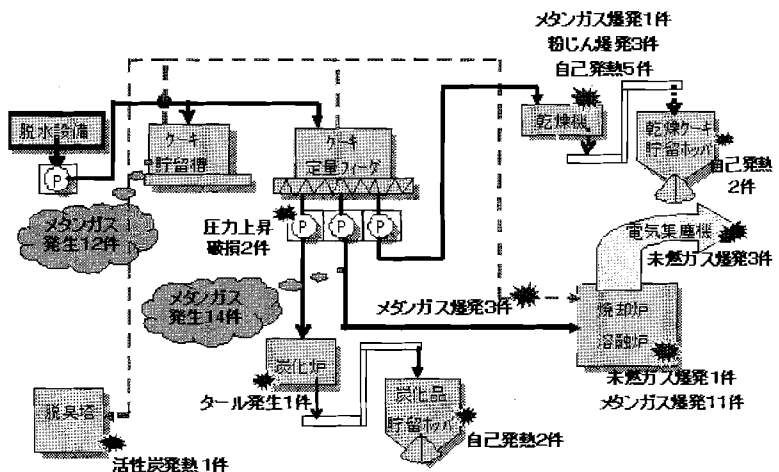 メタンガス爆発1件
粉じん爆発3件
自己発熱5件
脱水設備
P
ケーキ
貯留槽
ケーキ
定量フィーダ
乾燥機
乾燥ケーキ
貯留ホッパ
自己発熱
2件
メタンガス
発生12件
圧力上昇
破損2件
P
P
P
電気集塵機
未燃ガス爆発3件
メタンガス
発生14件
メタンガス爆発3件
焼却炉
溶融炉
未燃ガス爆発1件
メタンガス爆発11件
炭化炉
タール発生1件
炭化品
貯留ホッパ
自己発熱2件
脱臭塔
活性炭発熱1件